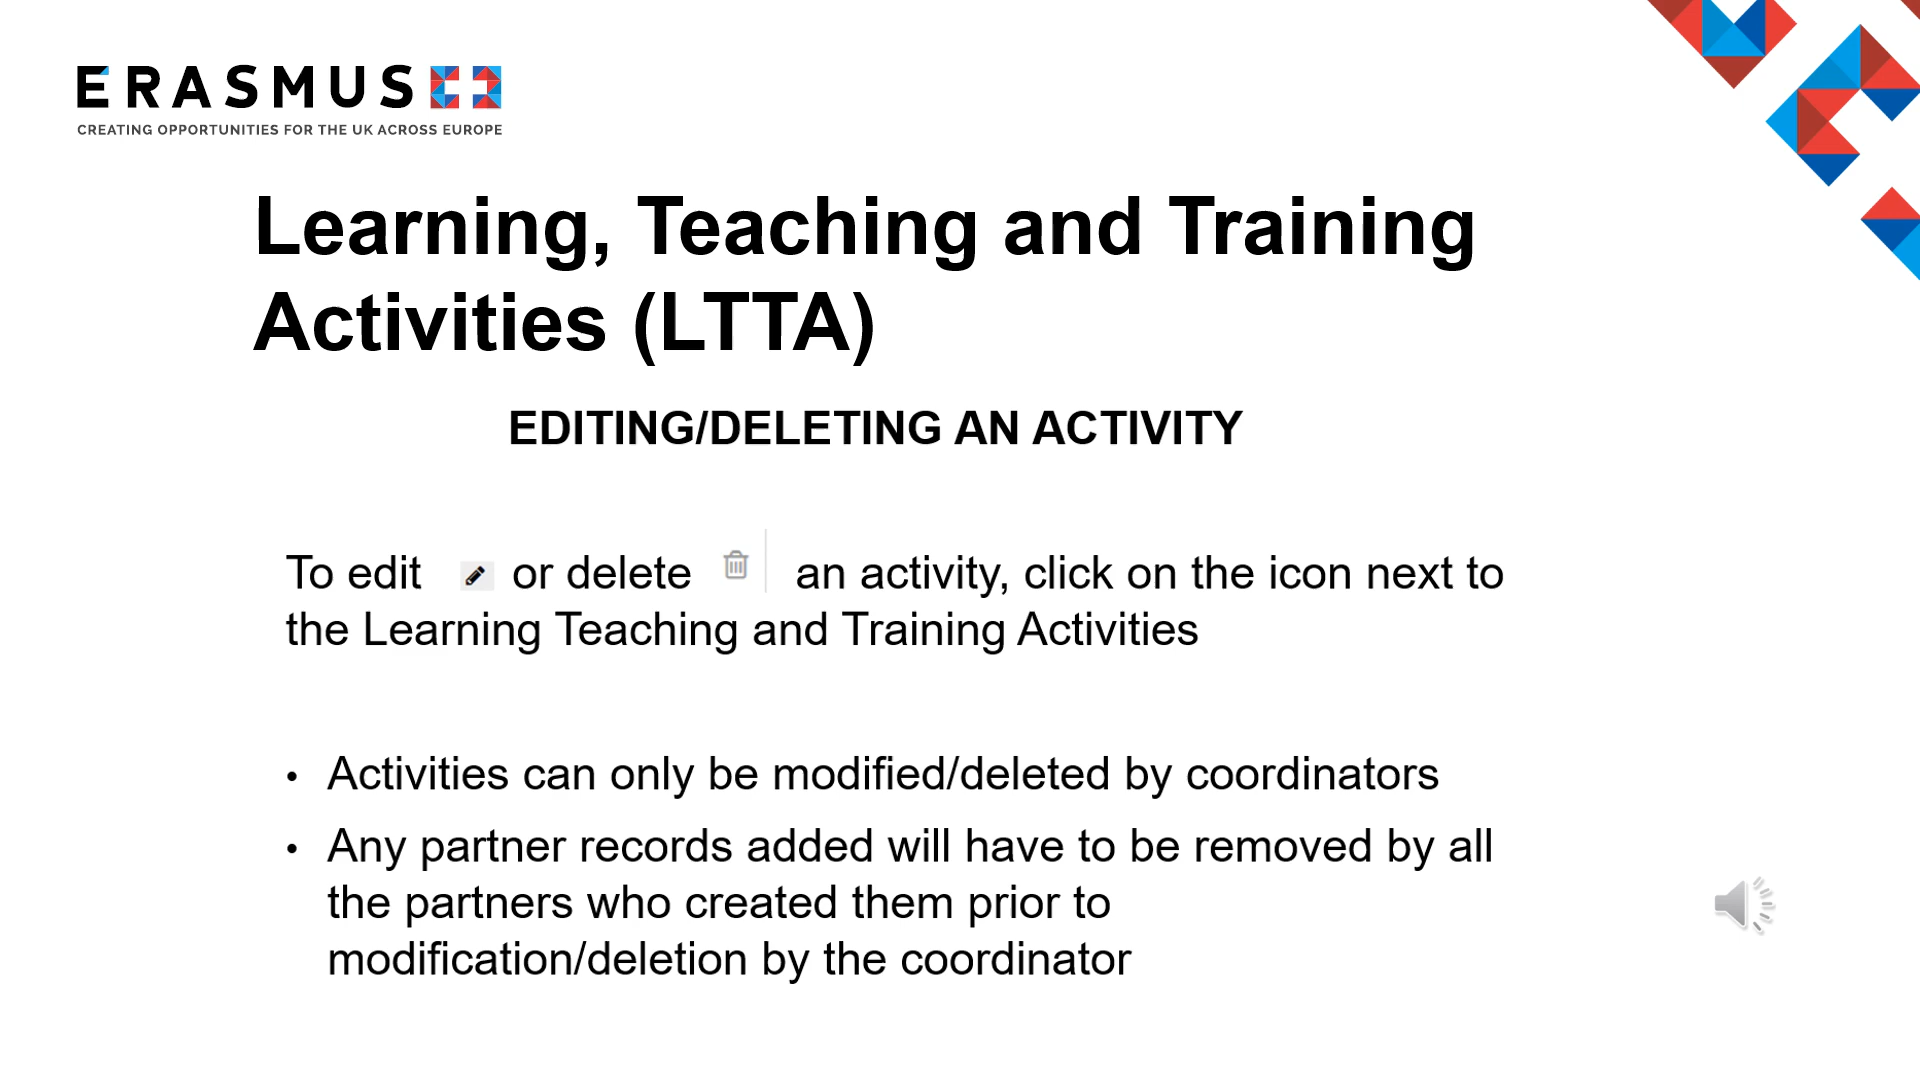 ERASMUS
CREATING OPPORTUNITIES FOR THE UK ACROSS EUROPE
Learning, Teaching and Training
Activities (LTTA)
EDITING/DELETING AN ACTIVITY
To edit or delete an activity, click on the icon next to
the Learning Teaching and Training Activities
• Activities can only be modified/deleted by coordinators
• Any partner records added will have to be removed by all
the partners who created them prior to
modification/deletion by the coordinator